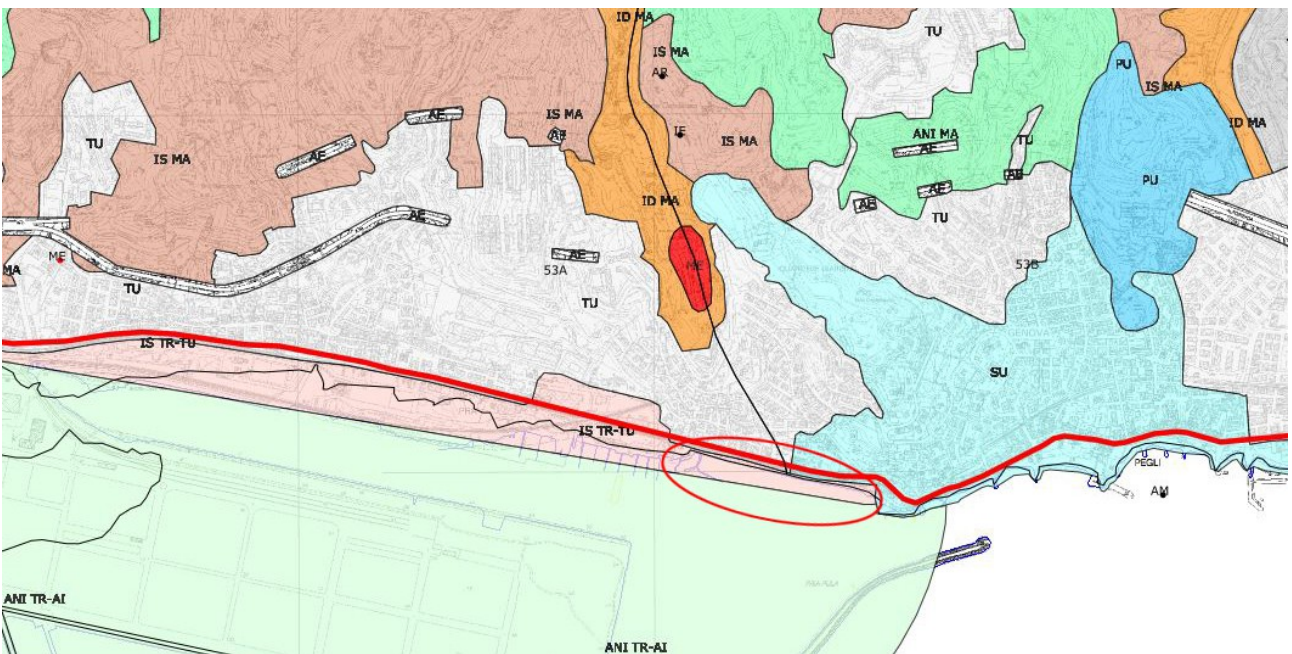 ID MA
TU
IS MA
PU
AR
IS MA
AE
IS MA
ID MA
ANI MA
AE
IE
AE
TU
TU
IS MA
AE
IS MA
AE
AE
PU
ID MA
AE
AE
TU
AE
ME
53A
AE
ME
53B
MA
TU
TU
IS TR-TU
SU
IS TR-TU
PEGLI
AM
ANI TR-AI
ANI TR-AI